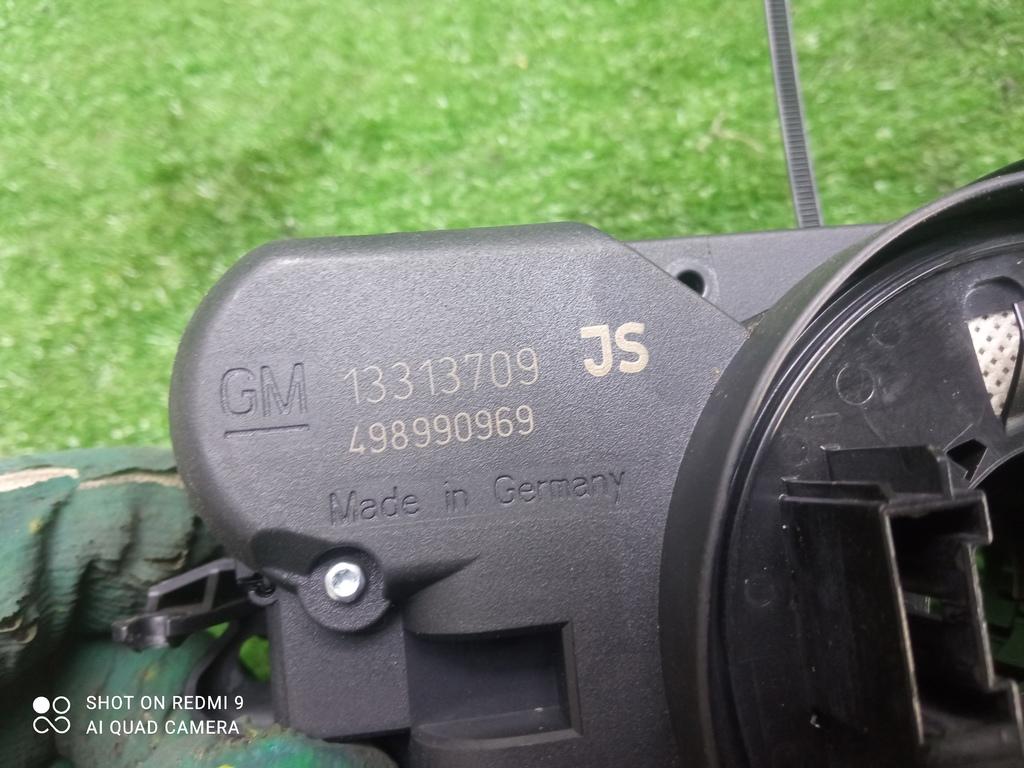 GM 13313709 JS
498990969
Made in Germany
SHOT ON REDMI 9
AI QUAD CAMERA